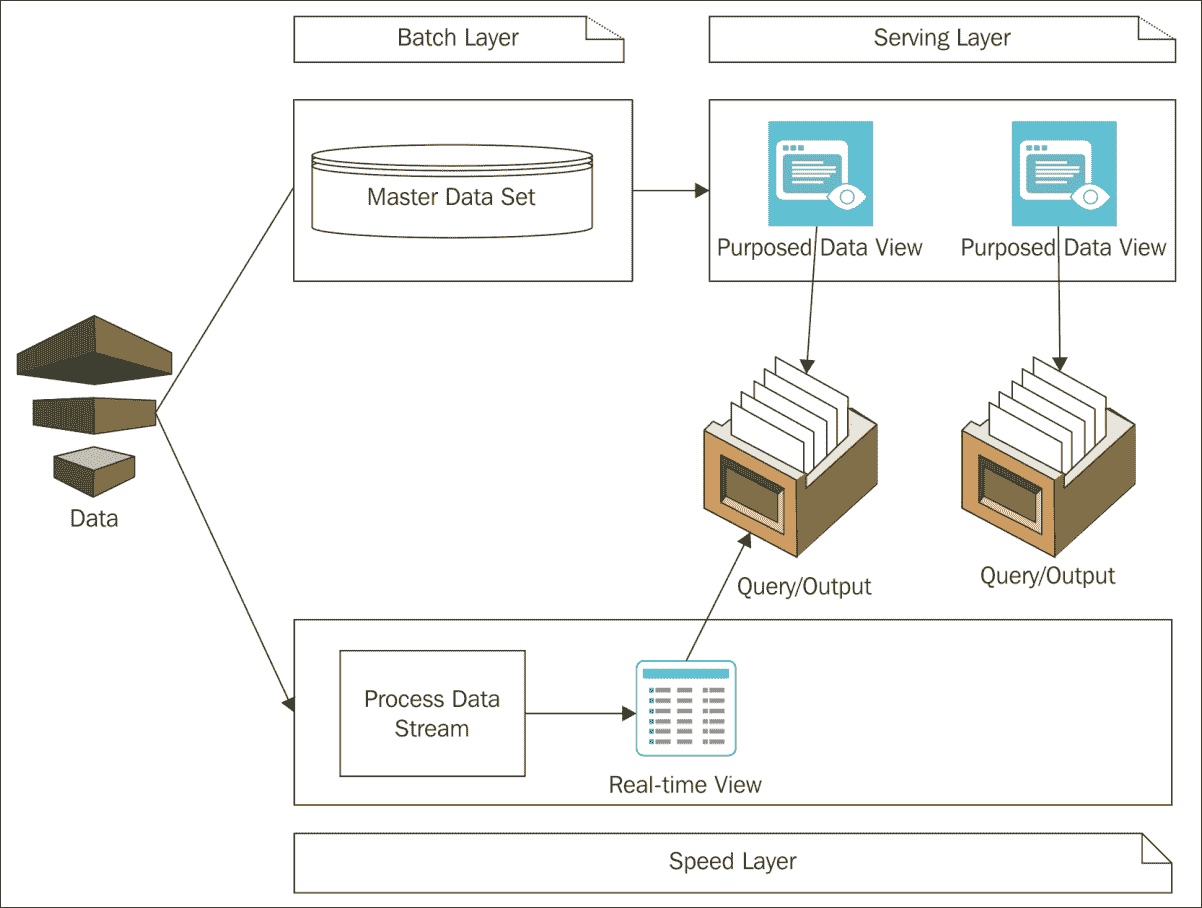 Batch Layer
Serving Layer
Master Data Set
Purposed Data View
Purposed Data View
Data
Query/Output
Query/Output
Process Data
Stream
Real-time View
Speed Layer